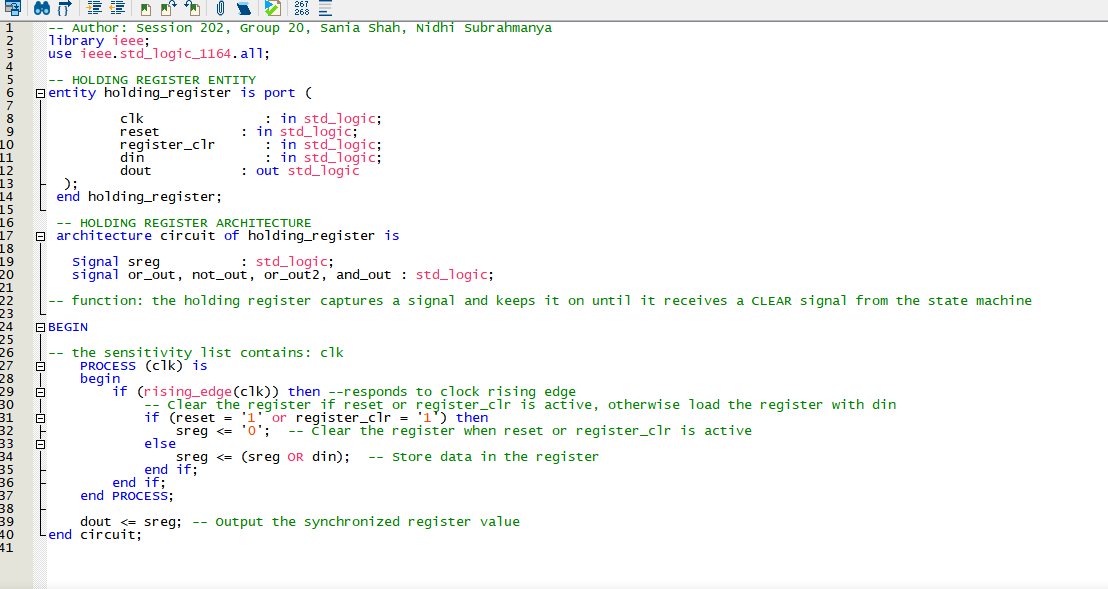 267
268
1 -- Author: Session 202, Group 20, Sania Shah, Nidhi Subrahmanya
2 library ieee;
3 use ieee.std_logic_1164.all;
4
5 -- HOLDING REGISTER ENTITY
6 entity holding_register is port (
7
8 clk : in std_logic;
9 reset : in std_logic;
10 register_clr : in std_logic;
11 din : in std_logic;
12 dout : out std_logic
13 );
14 end holding_register;
15
16 -- HOLDING REGISTER ARCHITECTURE
17 architecture circuit of holding_register is
18
19 Signal sreg : std_logic;
20 signal or_out, not_out, or_out2, and_out : std_logic;
21
22 -- function: the holding register captures a signal and keeps it on until it receives a CLEAR signal from the state machine
23
24 BEGIN
25
26 -- the sensitivity list contains: clk
27 PROCESS (clk) is
28 begin
29 if (rising_edge(clk)) then --responds to clock rising edge
30 -- Clear the register if reset or register_clr is active, otherwise load the register with din
31 if (reset = '1' or register_clr = '1') then
32 sreg <= '0'; -- Clear the register when reset or register_clr is active
33 else
34 sreg <= (sreg OR din); -- Store data in the register
35 end if;
36 end if;
37 end PROCESS;
38
39 dout <= sreg; -- Output the synchronized register value
40 end circuit;
41